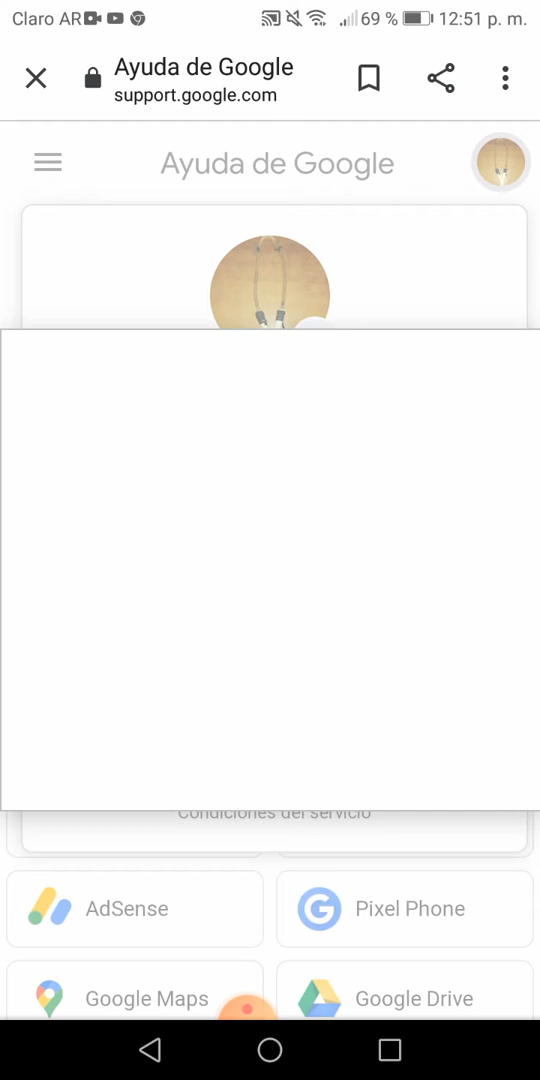 Claro AR 69 % 12:51 p. m.
Ayuda de Google
support.google.com
Ayuda de Google
Condiciones del servicio
AdSense
Pixel Phone
Google Maps
Google Drive